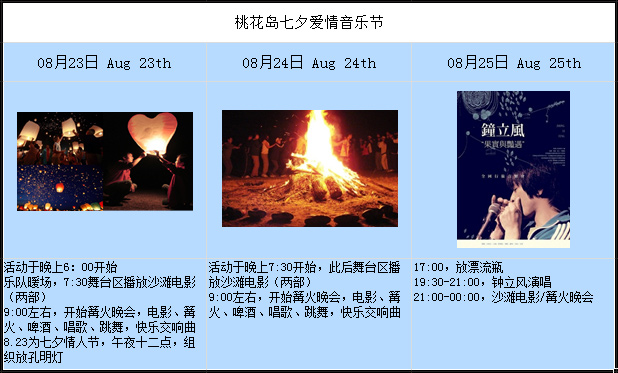 桃花岛七夕爱情音乐节
08月23日 Aug 23th
08月24日 Aug 24th
08月25日 Aug 25th
鐘立風
"果實與豔遇"
活动于晚上6：00开始
乐队暖场，7:30舞台区播放沙滩电影
（两部）
9:00左右，开始篝火晚会，电影、篝
火、啤酒、唱歌、跳舞，快乐交响曲
8.23为七夕情人节，午夜十二点，组
织放孔明灯
活动于晚上7:30开始，此后舞台区播
放沙滩电影（两部）
9:00左右，开始篝火晚会，电影、篝
火、啤酒、唱歌、跳舞，快乐交响曲
17:00，放漂流瓶
19:30-21:00，钟立风演唱
21:00-00:00，沙滩电影/篝火晚会